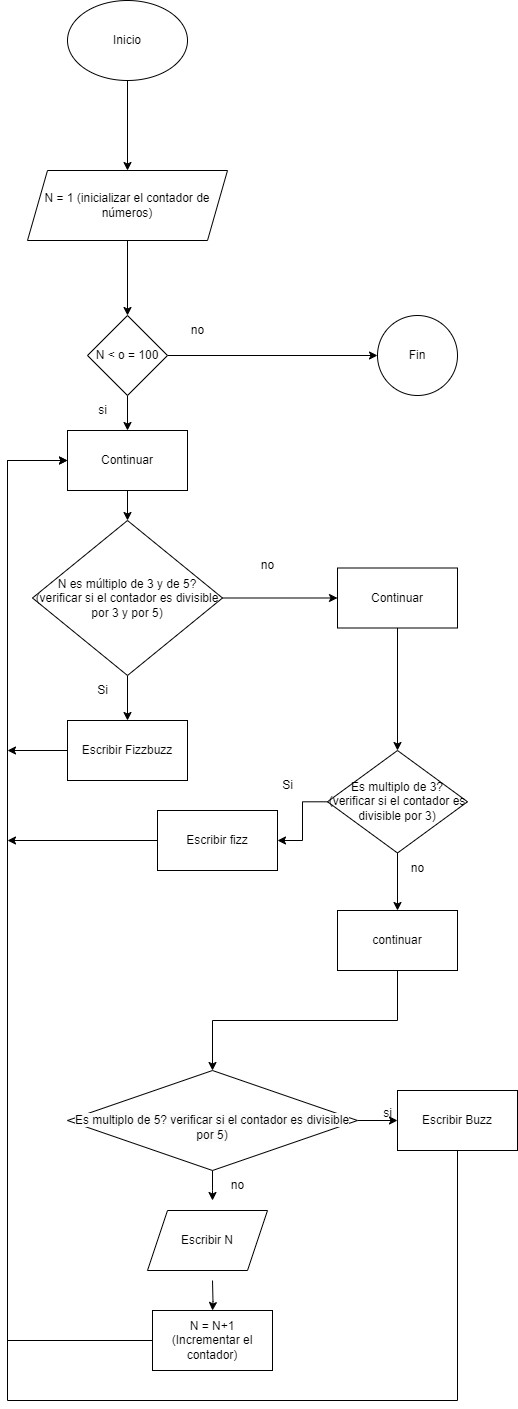 Inicio
N = 1 (inicializar el contador de
números)
no
N < o = 100
Fin
si
Continuar
no
N es múltiplo de 3 y de 5?
(verificar si el contador es divisible
por 3 y por 5)
Continuar
Si
Escribir Fizzbuzz
Si
Es multiplo de 3?
(verificar si el contador es
divisible por 3)
Escribir fizz
no
continuar
Es multiplo de 5? verificar si el contador es divisible
por 5)
si
Escribir Buzz
no
Escribir N
N = N+1
(Incrementar el
contador)